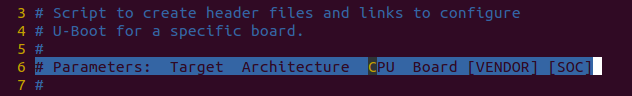 3 # Script to create header files and links to configure
4 # U-Boot for a specific board.
5 #
6 # Parameters:  Target  Architecture  CPU  Board [VENDOR] [SOC]
7 #